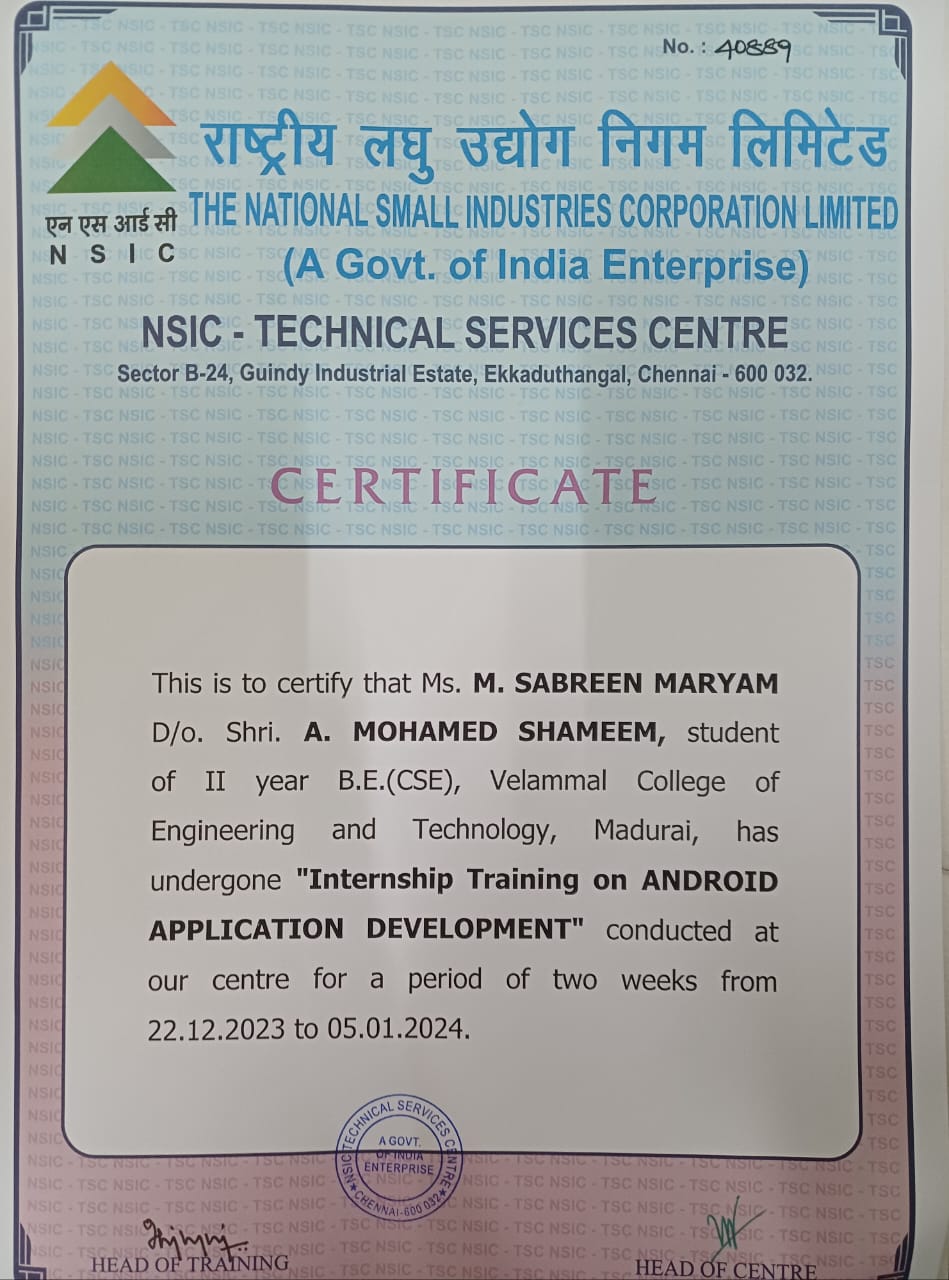 No. : 40889
राष्ट्रीय लघु उद्योग निगम लिमिटेड
एन एस आई सी
N S I C
THE NATIONAL SMALL INDUSTRIES CORPORATION LIMITED
(A Govt. of India Enterprise)
NSIC - TECHNICAL SERVICES CENTRE
Sector B-24, Guindy Industrial Estate, Ekkaduthangal, Chennai - 600 032.
CERTIFICATE
This is to certify that Ms. M. SABREEN MARYAM
D/o. Shri. A. MOHAMED SHAMEEM, student
of II year B.E.(CSE), Velammal College of
Engineering and Technology, Madurai, has
undergone "Internship Training on ANDROID
APPLICATION DEVELOPMENT" conducted at
our centre for a period of two weeks from
22.12.2023 to 05.01.2024.
NSIC TECHNICAL SERVICES CENTRE
A GOVT.
OF INDIA
ENTERPRISE
★CHENNAI-600 032★
HEAD OF TRAINING
HEAD OF CENTRE